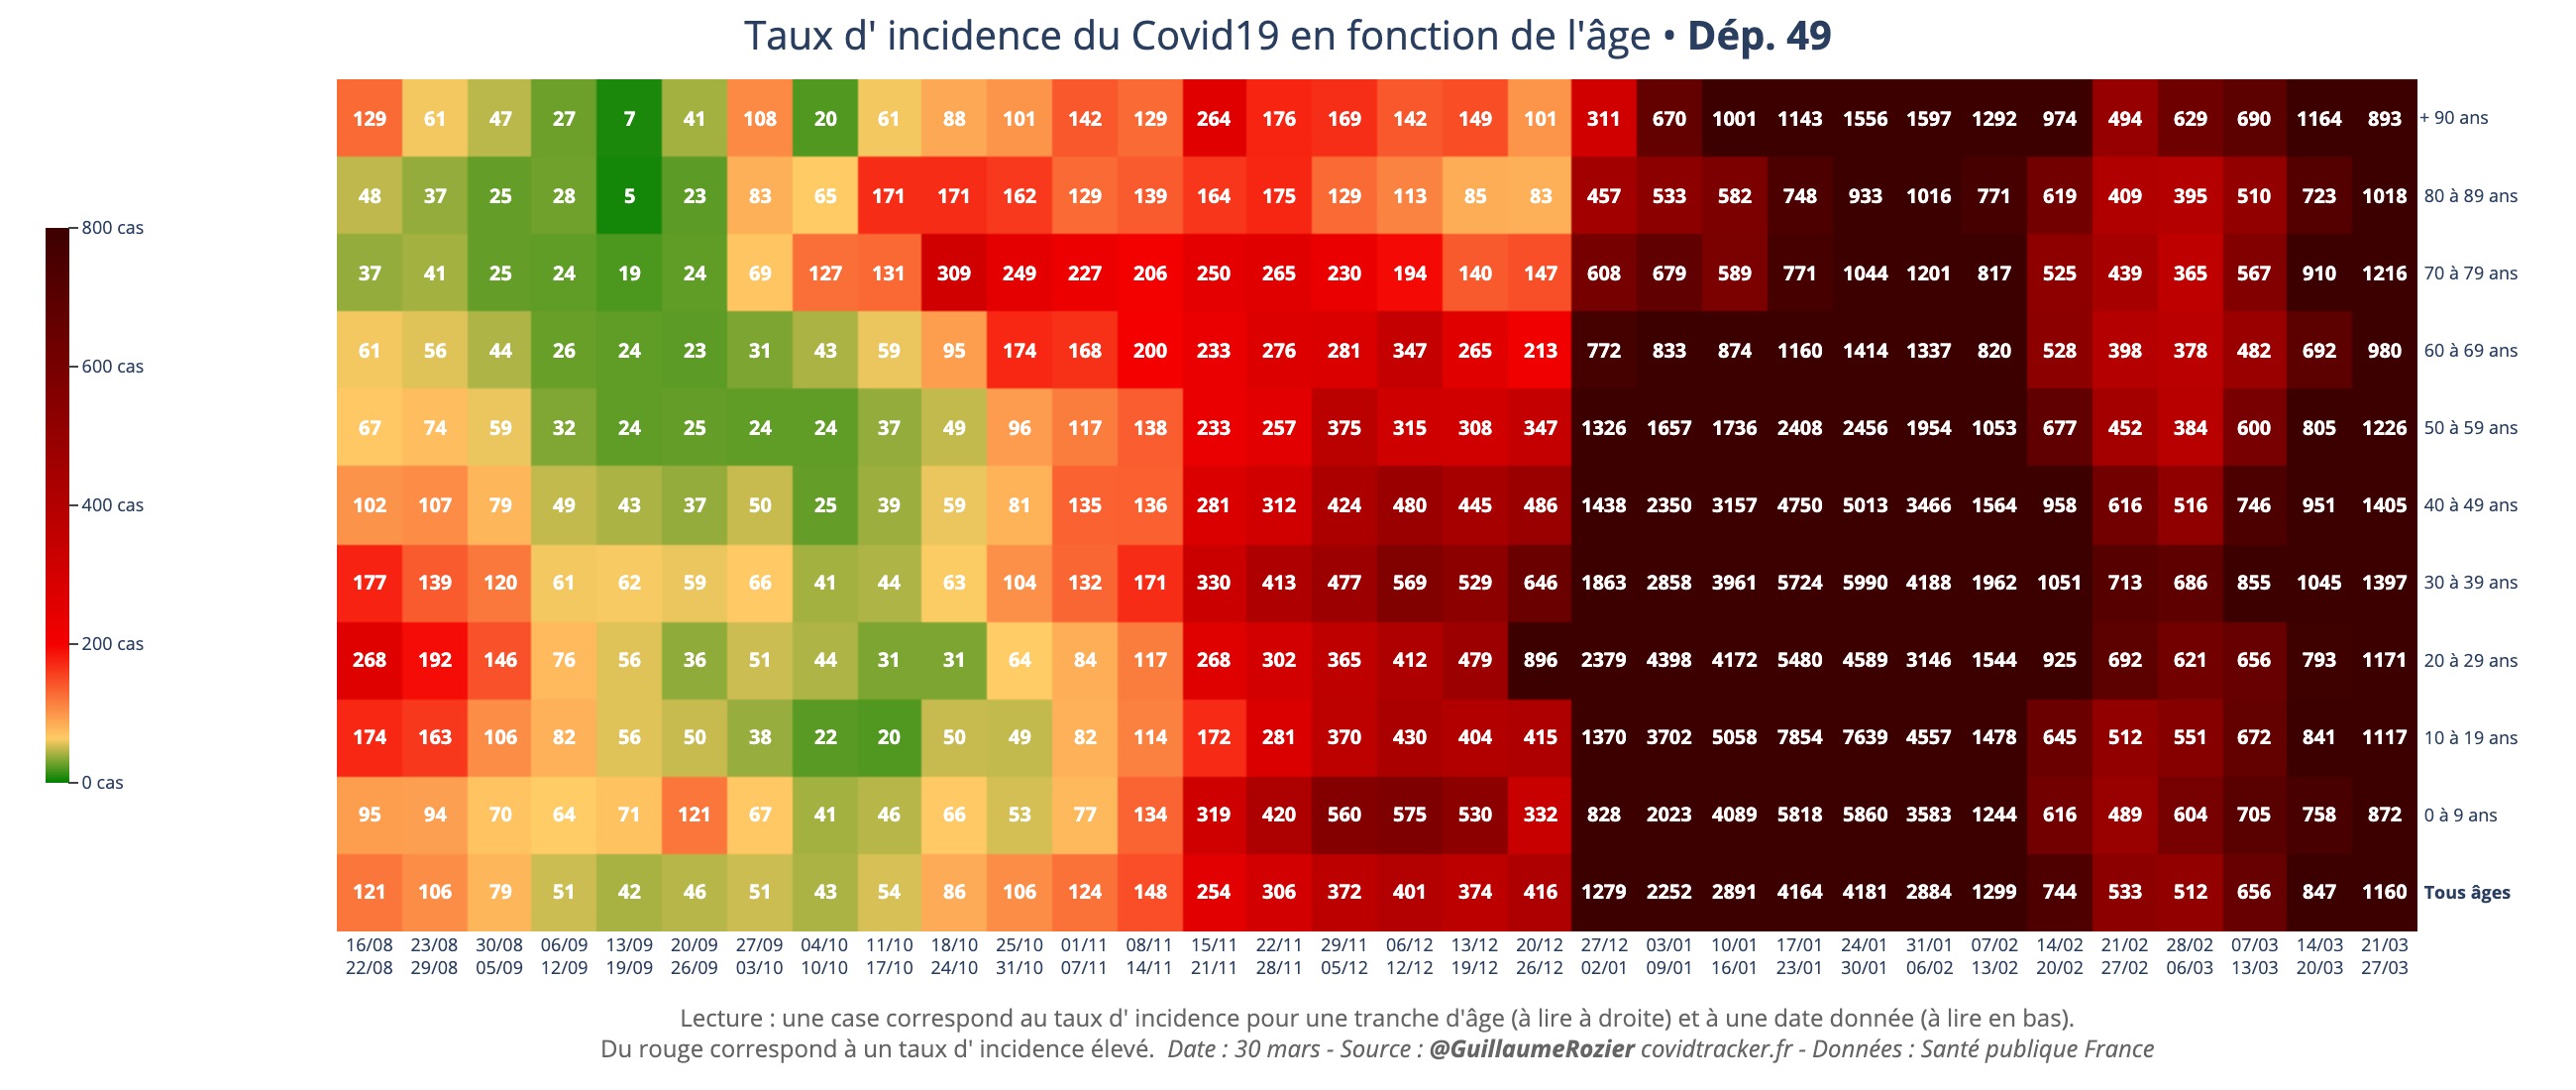 Taux d' incidence du Covid19 en fonction de l'âge • Dép. 49
129 61 47 27 7 41 108 20 61 88 101 142 129 264 176 169 142 149 101 311 670 1001 1143 1556 1597 1292 974 494 629 690 1164 893 + 90 ans
48 37 25 28 5 23 83 65 171 171 162 129 139 164 175 129 113 85 83 457 533 582 748 933 1016 771 619 409 395 510 723 1018 80 à 89 ans
800 cas
37 41 25 24 19 24 69 127 131 309 249 227 206 250 265 230 194 140 147 608 679 589 771 1044 1201 817 525 439 365 567 910 1216 70 à 79 ans
61 56 44 26 24 23 31 43 59 95 174 168 200 233 276 281 347 265 213 772 833 874 1160 1414 1337 820 528 398 378 482 692 980 60 à 69 ans
600 cas
67 74 59 32 24 25 24 24 37 49 96 117 138 233 257 375 315 308 347 1326 1657 1736 2408 2456 1954 1053 677 452 384 600 805 1226 50 à 59 ans
400 cas
102 107 79 49 43 37 50 25 39 59 81 135 136 281 312 424 480 445 486 1438 2350 3157 4750 5013 3466 1564 958 616 516 746 951 1405 40 à 49 ans
177 139 120 61 62 59 66 41 44 63 104 132 171 330 413 477 569 529 646 1863 2858 3961 5724 5990 4188 1962 1051 713 686 855 1045 1397 30 à 39 ans
200 cas
268 192 146 76 56 36 51 44 31 31 64 84 117 268 302 365 412 479 896 2379 4398 4172 5480 4589 3146 1544 925 692 621 656 793 1171 20 à 29 ans
174 163 106 82 56 50 38 22 20 50 49 82 114 172 281 370 430 404 415 1370 3702 5058 7854 7639 4557 1478 645 512 551 672 841 1117 10 à 19 ans
0 cas
95 94 70 64 71 121 67 41 46 66 53 77 134 319 420 560 575 530 332 828 2023 4089 5818 5860 3583 1244 616 489 604 705 758 872 0 à 9 ans
121 106 79 51 42 46 51 43 54 86 106 124 148 254 306 372 401 374 416 1279 2252 2891 4164 4181 2884 1299 744 533 512 656 847 1160 Tous âges
16/08 23/08 30/08 06/09 13/09 20/09 27/09 04/10 11/10 18/10 25/10 01/11 08/11 15/11 22/11 29/11 06/12 13/12 20/12 27/12 03/01 10/01 17/01 24/01 31/01 07/02 14/02 21/02 28/02 07/03 14/03 21/03
22/08 29/08 05/09 12/09 19/09 26/09 03/10 10/10 17/10 24/10 31/10 07/11 14/11 21/11 28/11 05/12 12/12 19/12 26/12 02/01 09/01 16/01 23/01 30/01 06/02 13/02 20/02 27/02 06/03 13/03 20/03 27/03
Lecture : une case correspond au taux d' incidence pour une tranche d'âge (à lire à droite) et à une date donnée (à lire en bas).
Du rouge correspond à un taux d' incidence élevé. Date : 30 mars - Source : @GuillaumeRozier covidtracker.fr - Données : Santé publique France